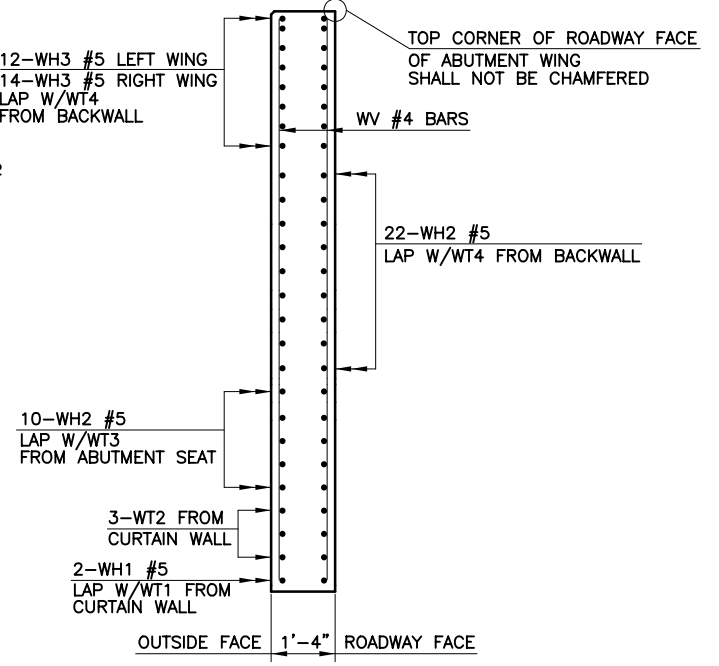 12-WH3 #5 LEFT WING
14-WH3 #5 RIGHT WING
LAP W/WT4
FROM BACKWALL
TOP CORNER OF ROADWAY FACE
OF ABUTMENT WING
SHALL NOT BE CHAMFERED
WV #4 BARS
22-WH2 #5
LAP W/WT4 FROM BACKWALL
10-WH2 #5
LAP W/WT3
FROM ABUTMENT SEAT
3-WT2 FROM
CURTAIN WALL
2-WH1 #5
LAP W/WT1 FROM
CURTAIN WALL
OUTSIDE FACE 1'-4" ROADWAY FACE